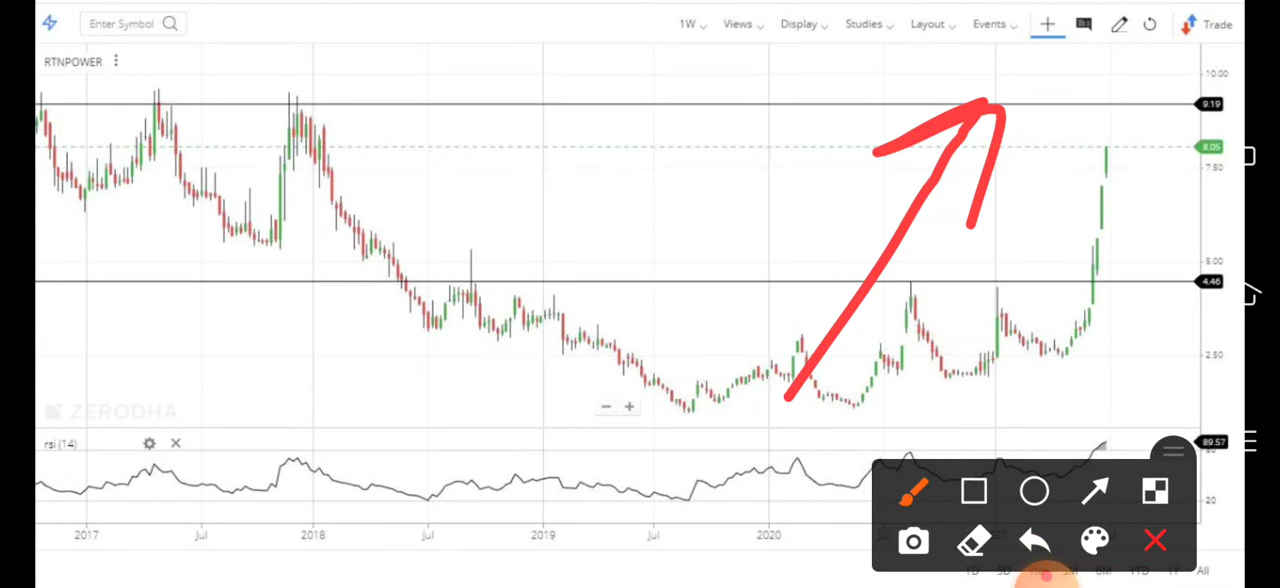 Enter Symbol 1W Views Display Studies Layout Events Trade
RTNPOWER
10.00
9.19
8.05
7.50
5.00
4.46
2.50
ZERODHA
rsi (14)
89.57
20
2017 Jul 2018 Jul 2019 Jul 2020
YTD All